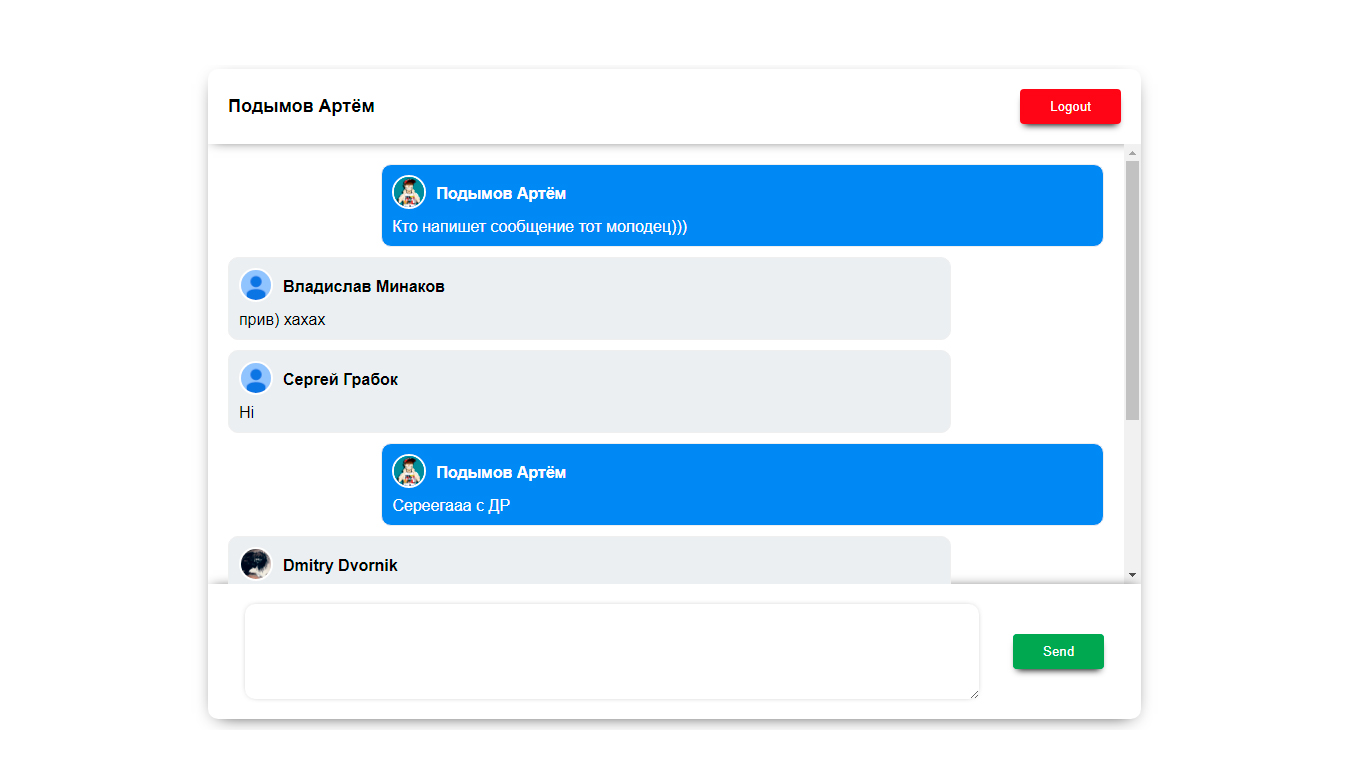 Подымов Артём
Logout
Подымов Артём
Кто напишет сообщение тот молодец)))
Владислав Минаков
прив) хахах
Сергей Грабок
Hi
Подымов Артём
Сереегааа с ДР
Dmitry Dvornik
Send